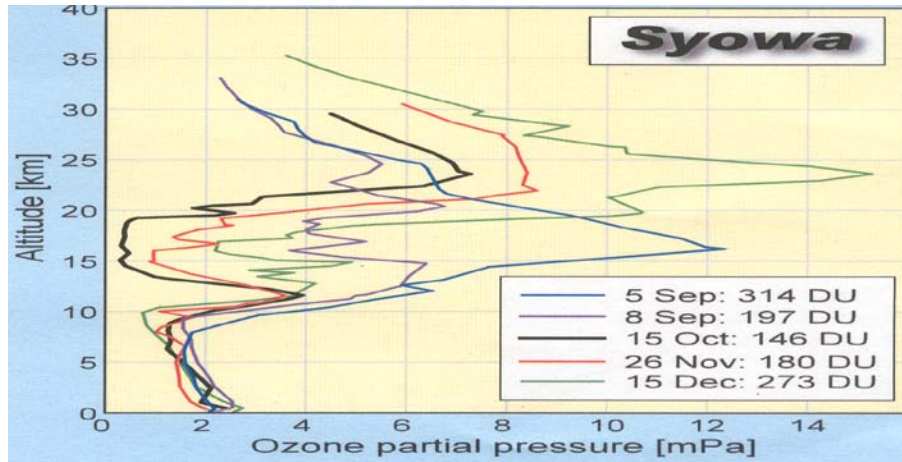 Syowa
40
35
30
25
20
15
10
5
0
Altitude [km]
5 Sep: 314 DU
8 Sep: 197 DU
15 Oct: 146 DU
26 Nov: 180 DU
15 Dec: 273 DU
0 2 4 6 8 10 12 14
Ozone partial pressure [mPa]